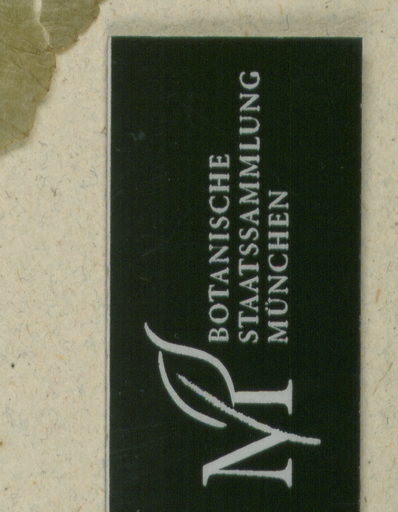 BOTANISCHE
STAATSSAMMLUNG
MÜNCHEN
M